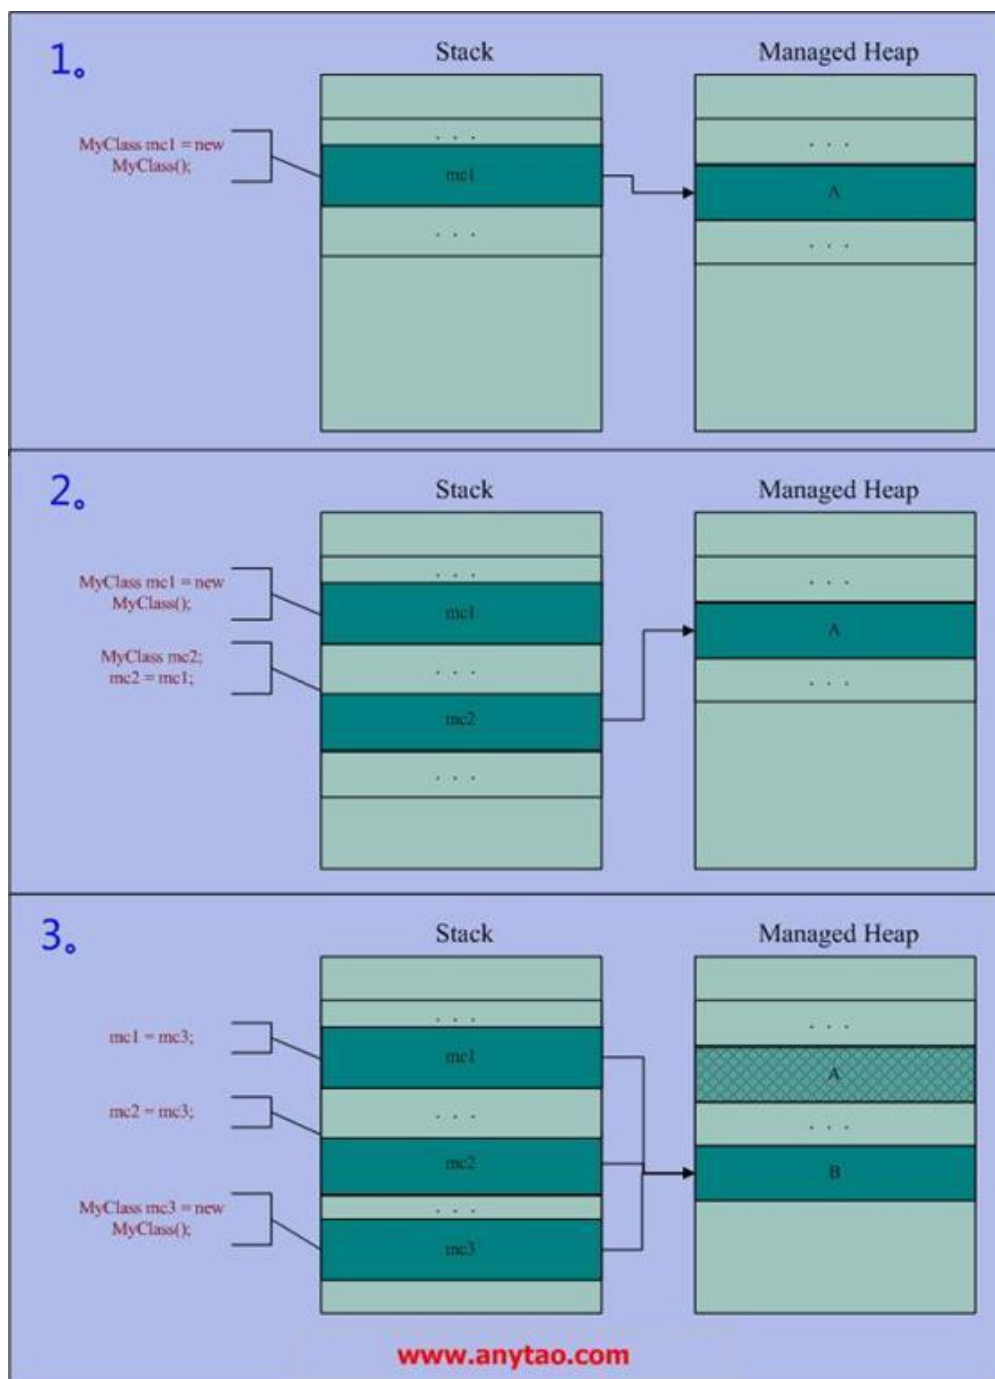 1。
Stack
Managed Heap
MyClass mc1 = new
MyClass();
. . .
mc1
. . .
. . .
A
. . .
2。
Stack
Managed Heap
MyClass mc1 = new
MyClass();
MyClass mc2;
mc2 = mc1;
. . .
mc1
. . .
mc2
. . .
. . .
A
. . .
3。
Stack
Managed Heap
mc1 = mc3;
mc2 = mc3;
MyClass mc3 = new
MyClass();
. . .
mc1
. . .
mc2
. . .
mc3
. . .
A
. . .
B
www.anytao.com